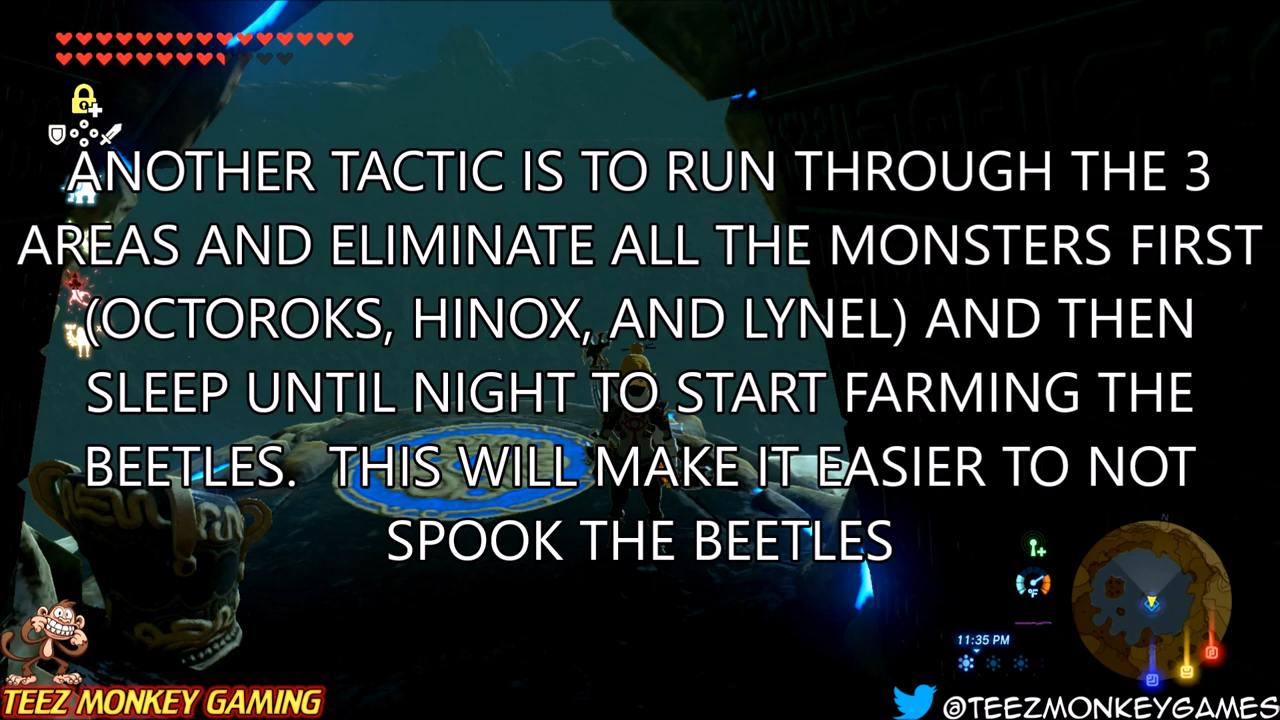 ANOTHER TACTIC IS TO RUN THROUGH THE 3
AREAS AND ELIMINATE ALL THE MONSTERS FIRST
(OCTOROKS, HINOX, AND LYNEL) AND THEN
SLEEP UNTIL NIGHT TO START FARMING THE
BEETLES. THIS WILL MAKE IT EASIER TO NOT
SPOOK THE BEETLES
N
°F
11:35 PM
TEEZ MONKEY GAMING
@TEEZMONKEYGAMES